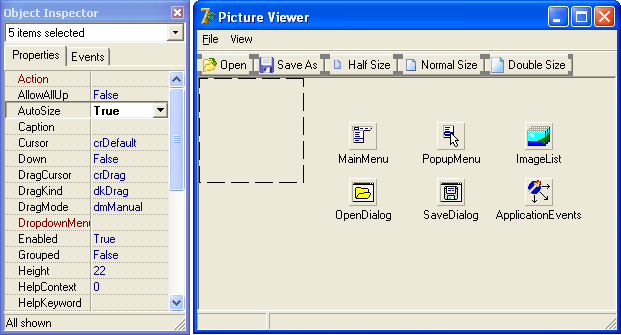 Object Inspector
5 items selected
Properties Events
Action
AllowAllUp False
AutoSize True
Caption
Cursor crDefault
Down False
DragCursor crDrag
DragKind dkDrag
DragMode dmManual
DropdownMenu
Enabled True
Grouped False
Height 22
HelpContext 0
HelpKeyword
All shown
Picture Viewer
File View
Open Save As Half Size Normal Size Double Size
MainMenu PopupMenu ImageList
OpenDialog SaveDialog ApplicationEvents